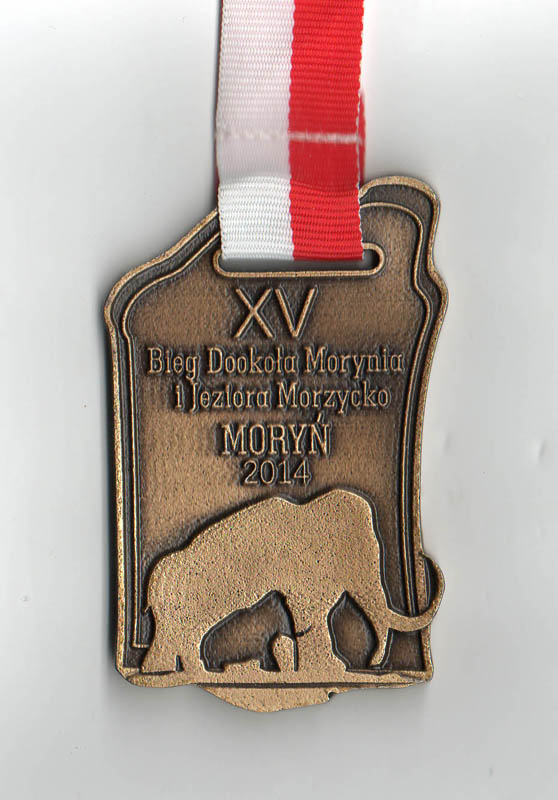 XV
Bieg Dookoła Morynia
i Jeziora Morzycko
MORYŃ
2014